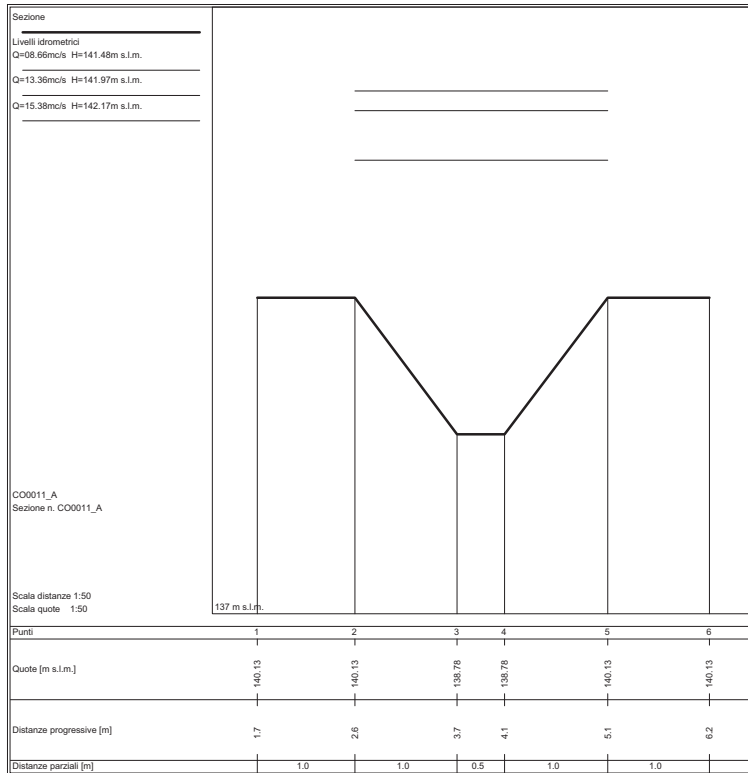 Sezione
Livelli idrometrici
Q=08.66mc/s H=141.48m s.l.m.
Q=13.36mc/s H=141.97m s.l.m.
Q=15.38mc/s H=142.17m s.l.m.
CO0011_A
Sezione n. CO0011_A
Scala distanze 1:50
Scala quote 1:50
137 m s.l.m.
Punti 1 2 3 4 5 6
Quote [m s.l.m.] 140.13 140.13 138.78 138.78 140.13 140.13
Distanze progressive [m] 1.7 2.6 3.7 4.1 5.1 6.2
Distanze parziali [m] 1.0 1.0 0.5 1.0 1.0